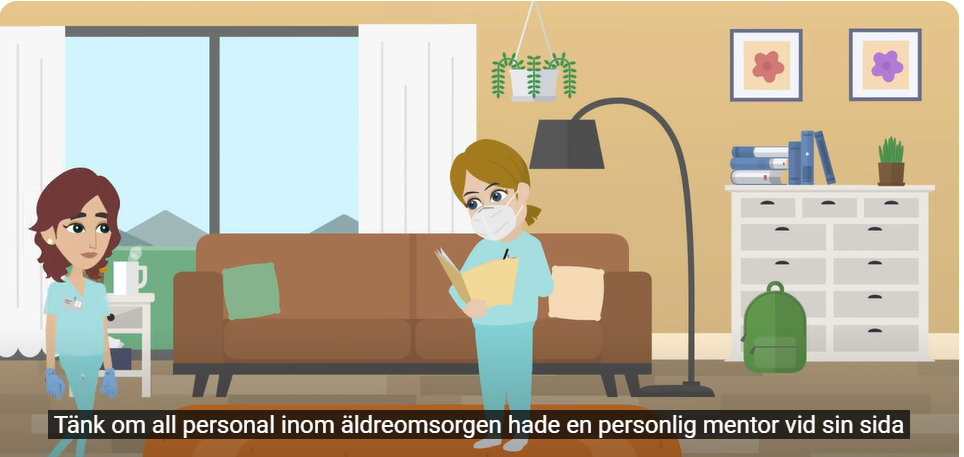 Tänk om all personal inom äldreomsorgen hade en personlig mentor vid sin sida